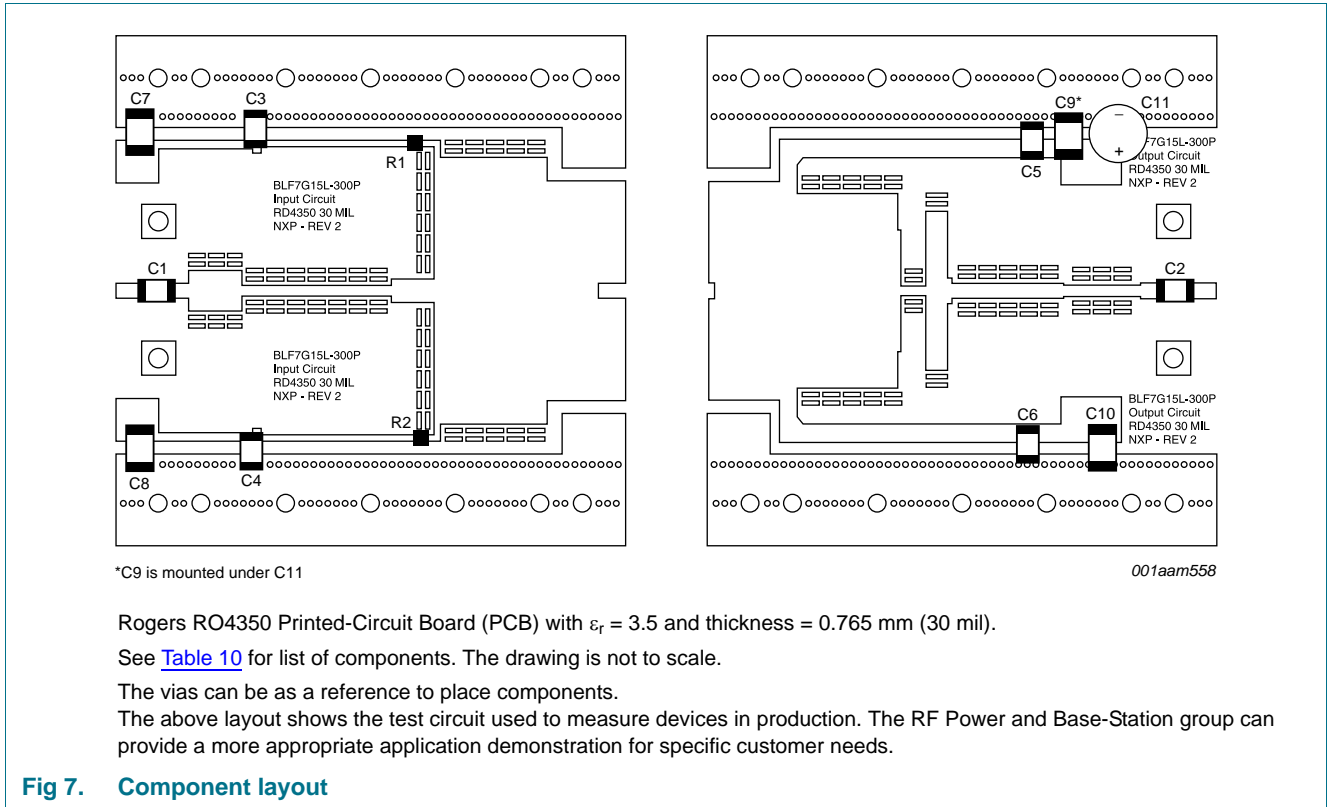 C7
C3
C9*
C11
–
+
R1
C5
BLF7G15L-300P
Input Circuit
RD4350 30 MIL
NXP - REV 2
F7G15L-300P
utput Circuit
RD4350 30 MIL
NXP - REV 2
C1
C2
BLF7G15L-300P
Input Circuit
RD4350 30 MIL
NXP - REV 2
BLF7G15L-300P
Output Circuit
RD4350 30 MIL
NXP - REV 2
R2
C6
C10
C8
C4
*C9 is mounted under C11
001aam558
Rogers RO4350 Printed-Circuit Board (PCB) with εr = 3.5 and thickness = 0.765 mm (30 mil).
See Table 10 for list of components. The drawing is not to scale.
The vias can be as a reference to place components.
The above layout shows the test circuit used to measure devices in production. The RF Power and Base-Station group can
provide a more appropriate application demonstration for specific customer needs.
Fig 7. Component layout